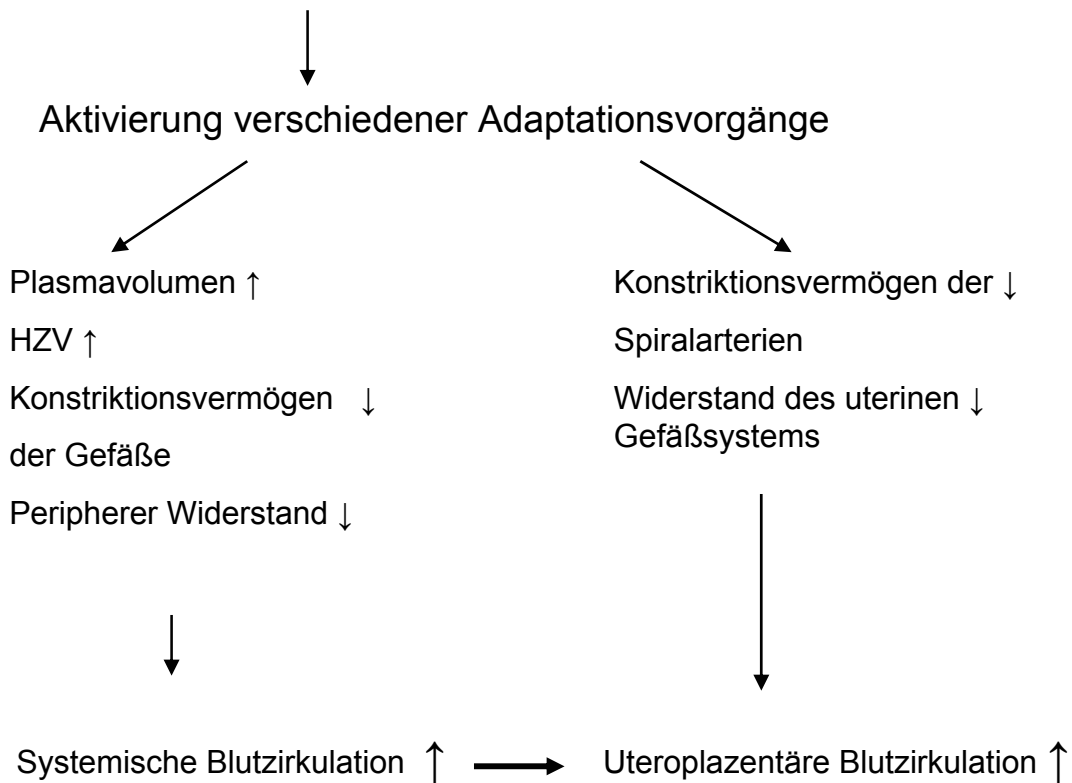 Aktivierung verschiedener Adaptationsvorgänge
Plasmavolumen ↑
HZV ↑
Konstriktionsvermögen ↓
der Gefäße
Peripherer Widerstand ↓
Konstriktionsvermögen der ↓
Spiralarterien
Widerstand des uterinen ↓
Gefäßsystems
Systemische Blutzirkulation ↑
Uteroplazentäre Blutzirkulation ↑